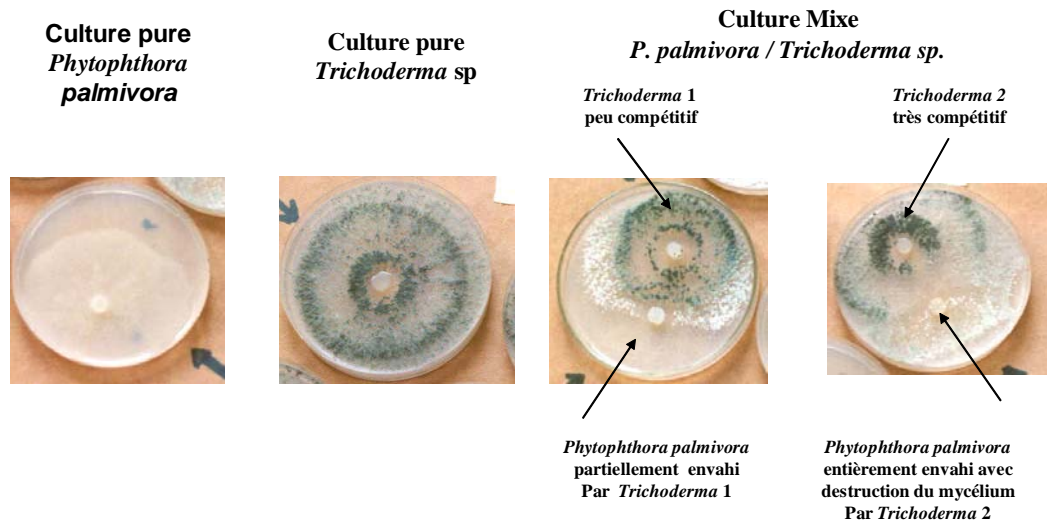 Culture pure
Phytophthora
palmivora
Culture pure
Trichoderma sp
Culture Mixe
P. palmivora / Trichoderma sp.
Trichoderma 1
peu compétitif
Trichoderma 2
très compétitif
Phytophthora palmivora
partiellement envahi
Par Trichoderma 1
Phytophthora palmivora
entièrement envahi avec
destruction du mycélium
Par Trichoderma 2